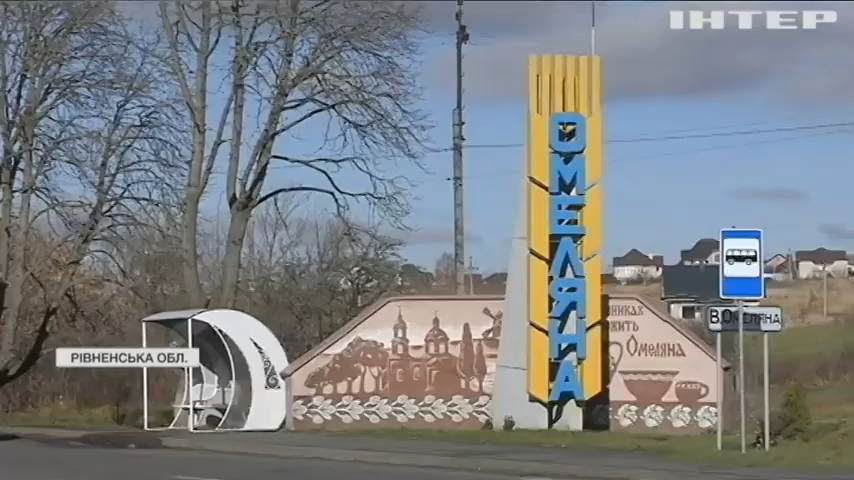 ІНТЕР
ОМЕЛЯНА
В.Омеляна
Омеляна
РІВНЕНСЬКА ОБЛ.